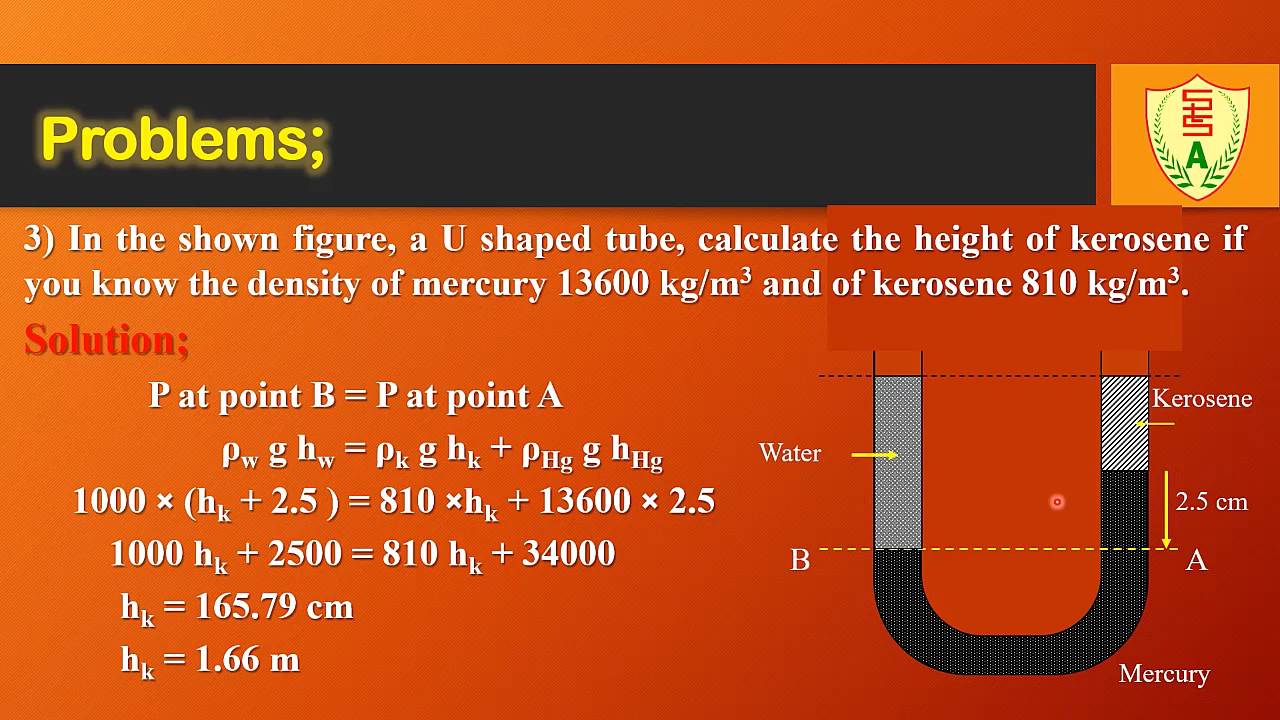 Problems;
3) In the shown figure, a U shaped tube, calculate the height of kerosene if
you know the density of mercury 13600 kg/m³ and of kerosene 810 kg/m³.
Solution;
P at point B = P at point A
ρw g hw = ρk g hk + ρHg g hHg
1000 × (hk + 2.5 ) = 810 ×hk + 13600 × 2.5
1000 hk + 2500 = 810 hk + 34000
hk = 165.79 cm
hk = 1.66 m
Kerosene
Water
2.5 cm
B
A
Mercury
A